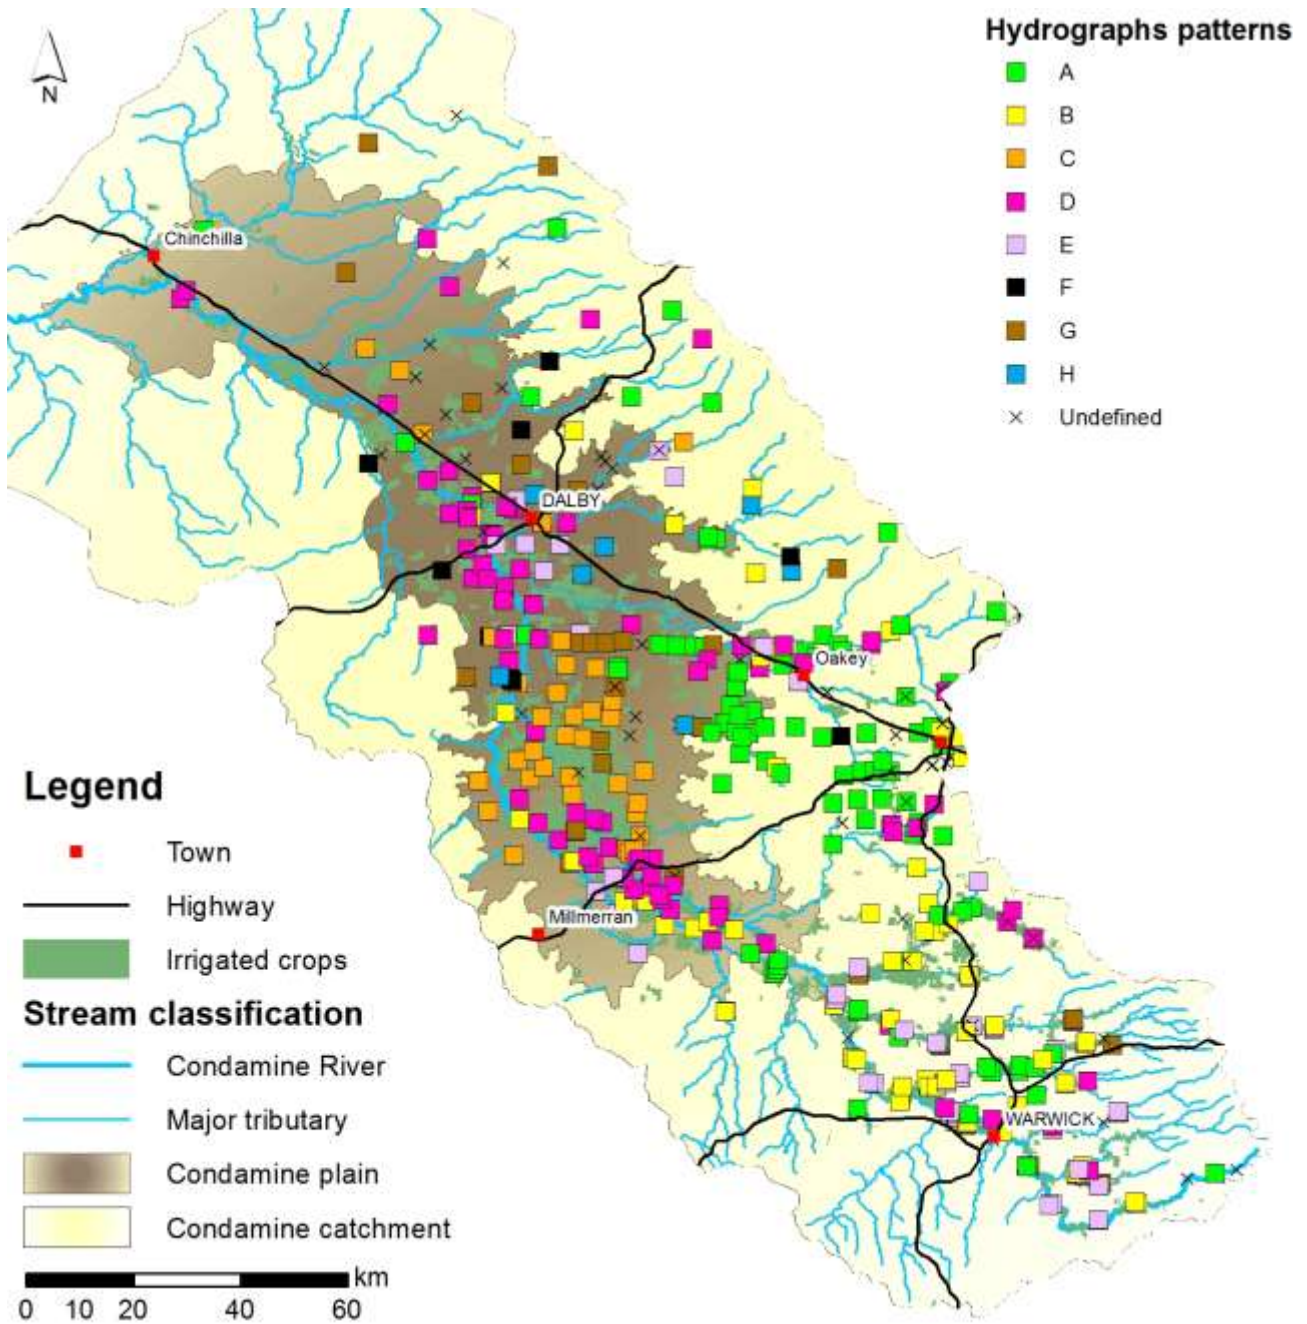 Hydrographs patterns
A
B
C
D
E
F
G
H
Undefined
N
Chinchilla
DALBY
Oakey
Millmerran
WARWICK
Legend
Town
Highway
Irrigated crops
Stream classification
Condamine River
Major tributary
Condamine plain
Condamine catchment
km
0 10 20 40 60